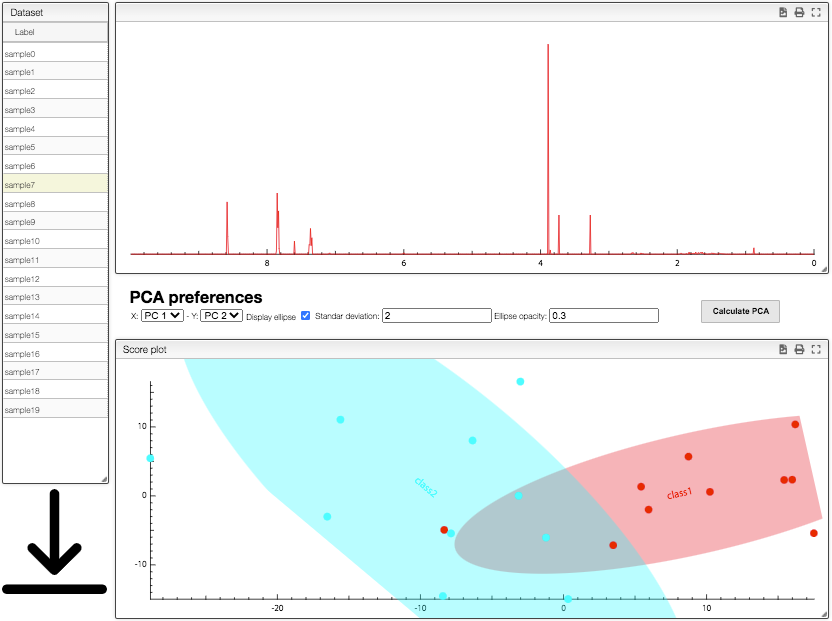 Dataset
Label
sample0
sample1
sample2
sample3
sample4
sample5
sample6
sample7
sample8
sample9
sample10
sample11
sample12
sample13
sample14
sample15
sample16
sample17
sample18
sample19
8 6 4 2 0
PCA preferences
X: PC 1 - Y: PC 2 Display ellipse Standar deviation: 2 Ellipse opacity: 0.3 Calculate PCA
Score plot
10
class2
class1
0
-10
-20 -10 0 10